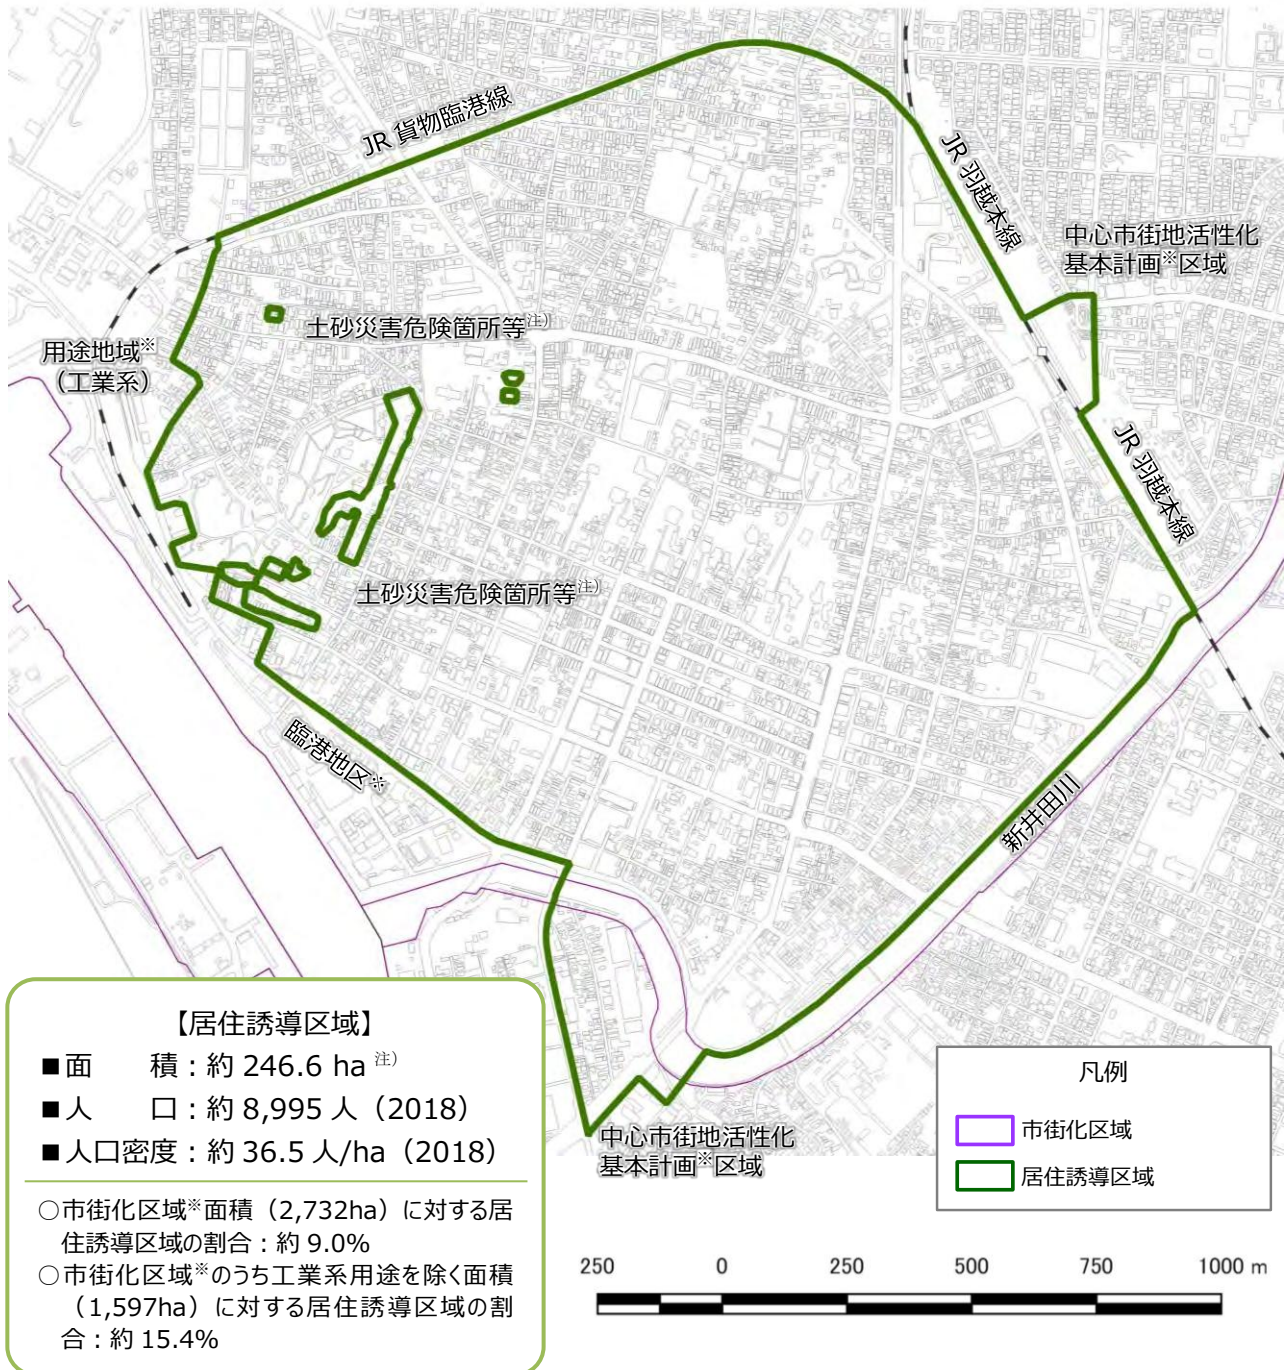 JR 貨物臨港線
JR 羽越本線
中心市街地活性化
基本計画※区域
土砂災害危険箇所等注)
用途地域※
（工業系）
JR 羽越本線
土砂災害危険箇所等注)
臨港地区※
新井田川
中心市街地活性化
基本計画※区域
【居住誘導区域】
■面　　積：約 246.6 ha 注)
■人　　口：約 8,995 人（2018）
■人口密度：約 36.5 人/ha（2018）
○市街化区域※面積（2,732ha）に対する居
住誘導区域の割合：約 9.0%
○市街化区域※のうち工業系用途を除く面積
（1,597ha）に対する居住誘導区域の割
合：約 15.4%
凡例
市街化区域
居住誘導区域
250 0 250 500 750 1000 m